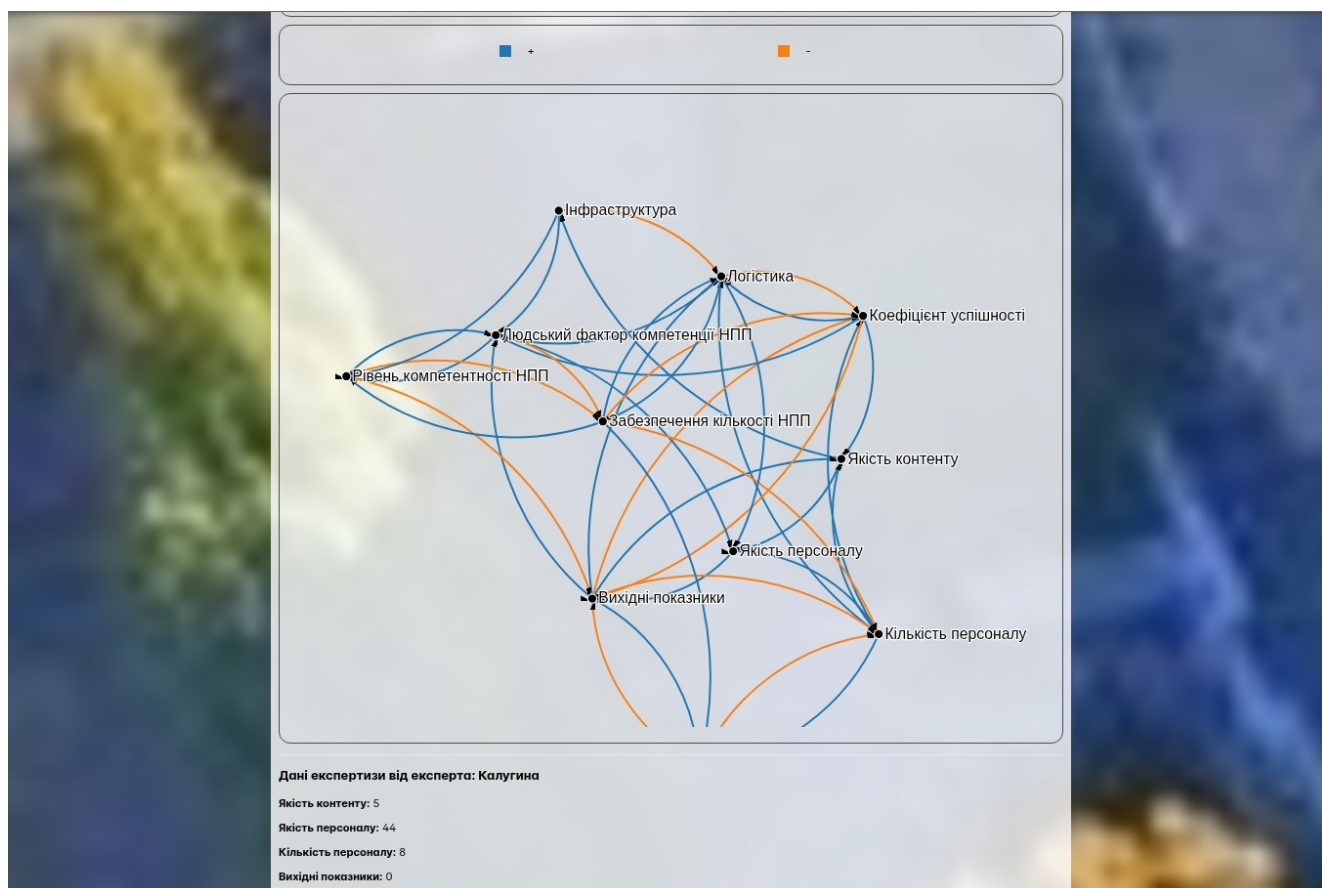 + -
Інфраструктура
Логістика
Коефіцієнт успішності
Людський фактор компетенції НПП
Рівень компетентності НПП
Забезпечення кількості НПП
Якість контенту
Якість персоналу
Вихідні показники
Кількість персоналу
Дані експертизи від експерта: Калугина
Якість контенту: 5
Якість персоналу: 44
Кількість персоналу: 8
Вихідні показники: 0